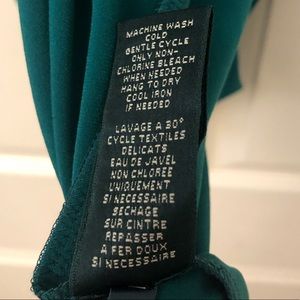 MACHINE WASH
COLD
GENTLE CYCLE
ONLY NON-
CHLORINE BLEACH
WHEN NEEDED
HANG TO DRY
COOL IRON
IF NEEDED
LAVAGE A 30°
CYCLE TEXTILES
DELICATS
EAU DE JAVEL
NON CHLOREE
UNIQUEMENT
SI NECESSAIRE
SECHAGE
SUR CINTRE
REPASSER
A FER DOUX
SI NECESSAIRE